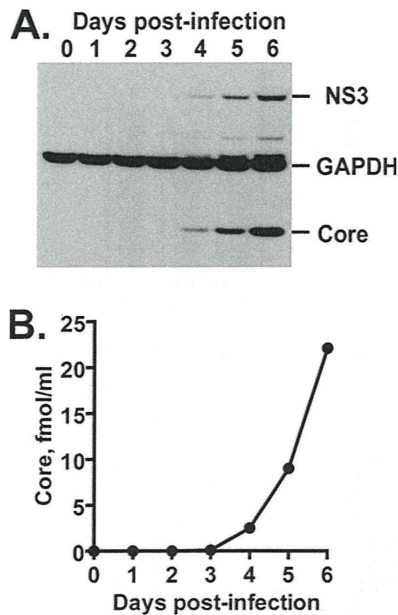 A.
Days post-infection
0 1 2 3 4 5 6
NS3
GAPDH
Core
B.
25
20
15
10
5
0
Core, fmol/ml
0 1 2 3 4 5 6
Days post-infection